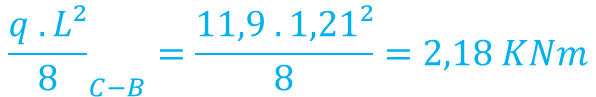 q . L² / 8 C−B = 11,9 . 1,21² / 8 = 2,18 KNm